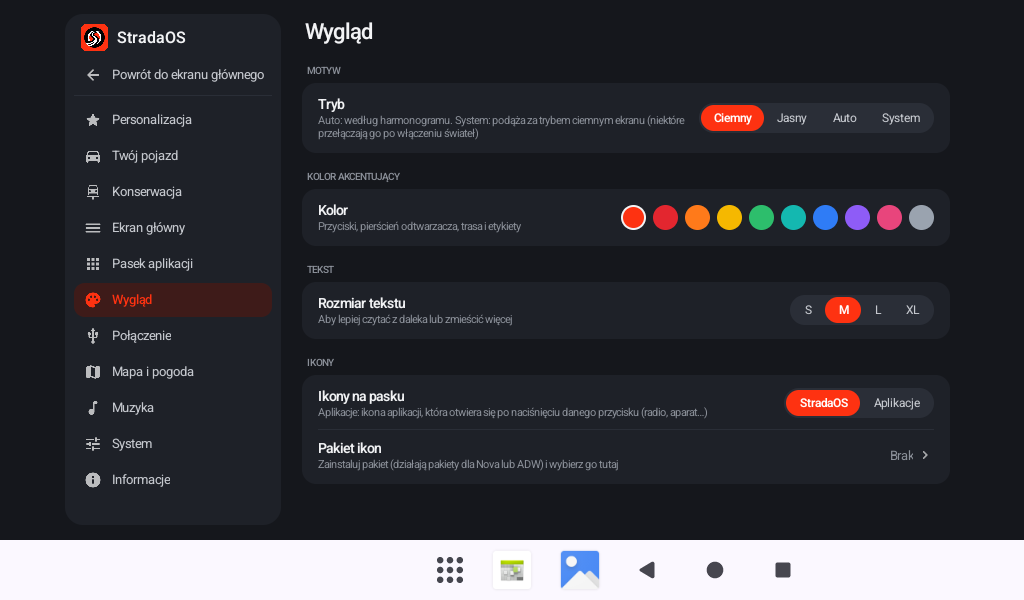 StradaOS
Powrót do ekranu głównego
Personalizacja
Twój pojazd
Konserwacja
Ekran główny
Pasek aplikacji
Wygląd
Połączenie
Mapa i pogoda
Muzyka
System
Informacje
Wygląd
MOTYW
Tryb
Auto: według harmonogramu. System: podąża za trybem ciemnym ekranu (niektóre
przełączają go po włączeniu świateł)
Ciemny Jasny Auto System
KOLOR AKCENTUJĄCY
Kolor
Przyciski, pierścień odtwarzacza, trasa i etykiety
TEKST
Rozmiar tekstu
Aby lepiej czytać z daleka lub zmieścić więcej
S M L XL
IKONY
Ikony na pasku
Aplikacje: ikona aplikacji, która otwiera się po naciśnięciu danego przycisku (radio, aparat...)
StradaOS Aplikacje
Pakiet ikon
Zainstaluj pakiet (działają pakiety dla Nova lub ADW) i wybierz go tutaj
Brak